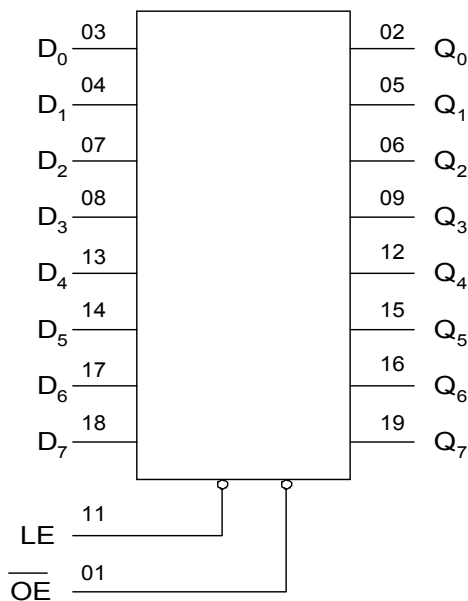 D0 03 02 Q0
D1 04 05 Q1
D2 07 06 Q2
D3 08 09 Q3
D4 13 12 Q4
D5 14 15 Q5
D6 17 16 Q6
D7 18 19 Q7
LE 11
OE 01